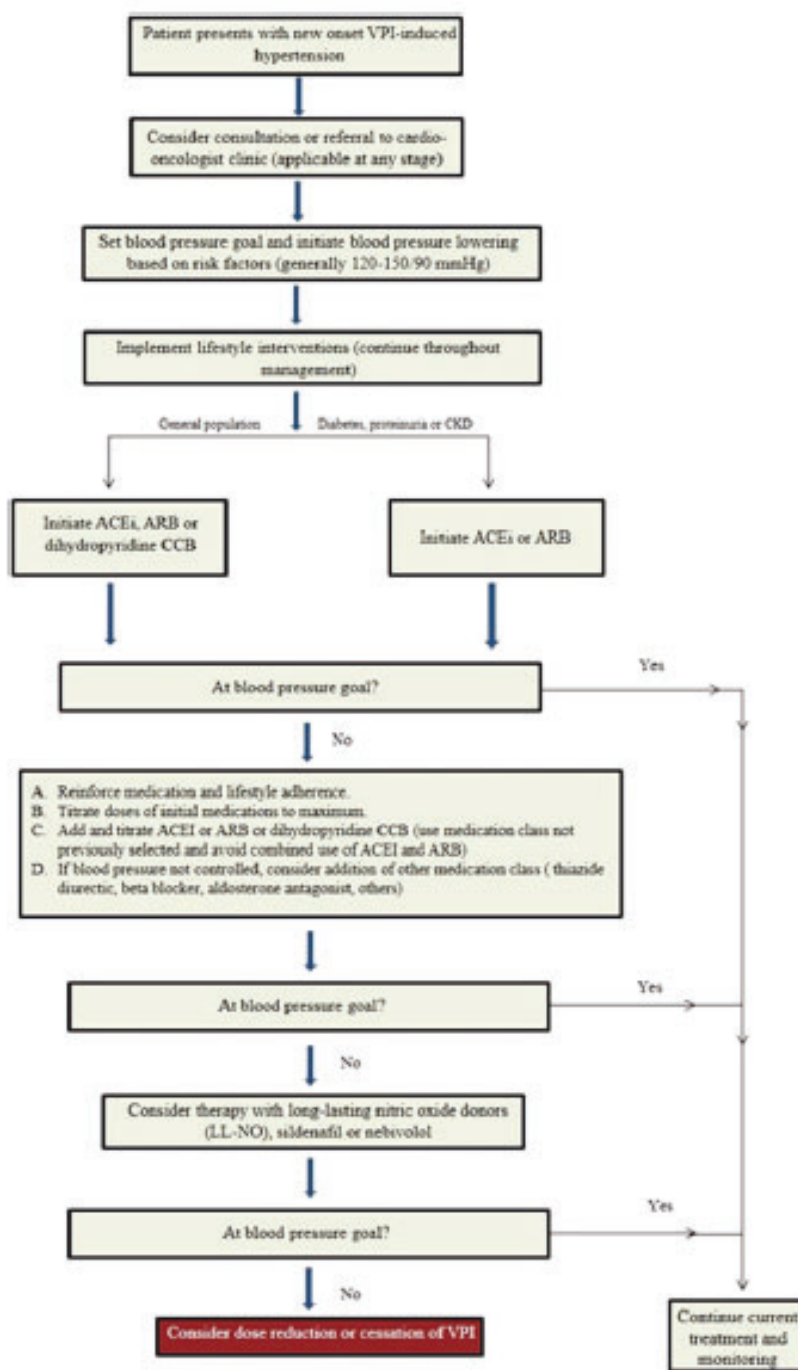 Patient presents with new onset VPI-induced
hypertension
Consider consultation or referral to cardio-
oncologist clinic (applicable at any stage)
Set blood pressure goal and initiate blood pressure lowering
based on risk factors (generally 120-150/90 mmHg)
Implement lifestyle interventions (continue throughout
management)
General population
Diabetes, proteinuria or CKD
Initiate ACEi, ARB or
dihydropyridine CCB
Initiate ACEi or ARB
At blood pressure goal?
Yes
No
A. Reinforce medication and lifestyle adherence.
B. Titrate doses of initial medications to maximum.
C. Add and titrate ACEI or ARB or dihydropyridine CCB (use medication class not
previously selected and avoid combined use of ACEI and ARB)
D. If blood pressure not controlled, consider addition of other medication class ( thiazide
diurectic, beta blocker, aldosterone antagonist, others)
At blood pressure goal?
Yes
No
Consider therapy with long-lasting nitric oxide donors
(LL-NO), sildenafil or nebivolol
At blood pressure goal?
Yes
No
Consider dose reduction or cessation of VPI
Continue current
treatment and
monitoring